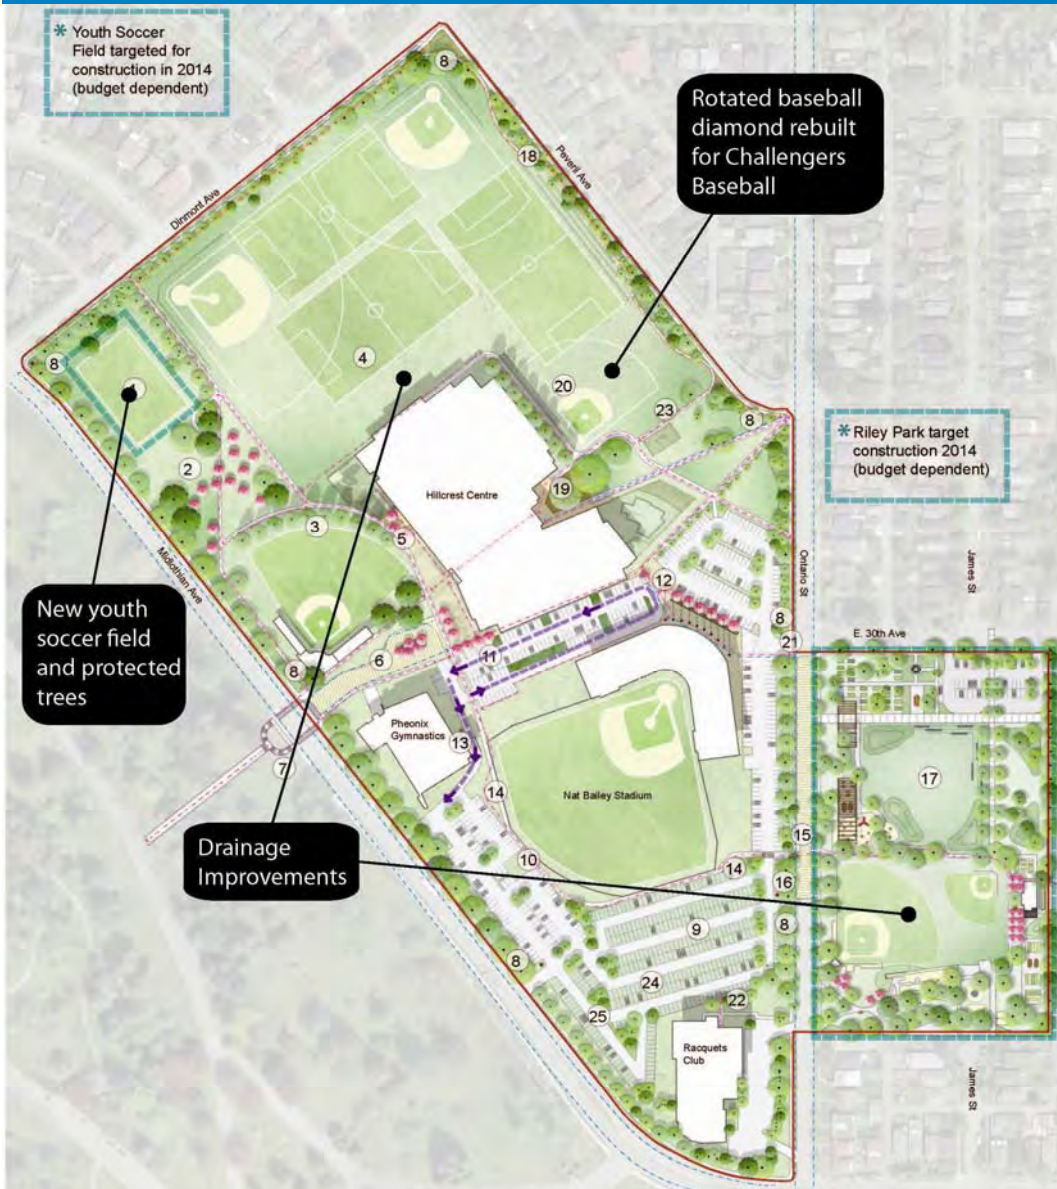 * Youth Soccer
Field targeted for
construction in 2014
(budget dependent)
8
Rotated baseball
diamond rebuilt
for Challengers
Baseball
18
Peveril Ave
Dinmont Ave
8
4
4
20
23
8
* Riley Park target
construction 2014
(budget dependent)
2
Hillcrest Centre
19
3
5
Midlothian Ave
Ontario St
James St
New youth
soccer field
and protected
trees
12
8
E. 30th Ave
21
6
11
8
Pheonix
Gymnastics
13
7
14
Nat Bailey Stadium
17
15
Drainage
Improvements
10
14
16
9
8
8
24
22
25
Racquets
Club
James St